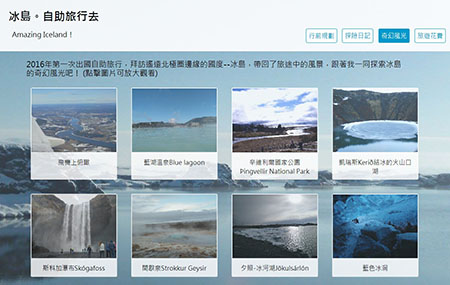 冰島。自助旅行去
Amazing Iceland！
行前規劃 探險日記 奇幻風光 旅遊花費
2016年第一次出國自助旅行，拜訪遙遠北極圈邊緣的國度--冰島，帶回了旅途中的風景，跟著我一同探索冰島
的奇幻風光吧！ (點擊圖片可放大觀看)
飛機上俯瞰
藍湖溫泉Blue lagoon
辛維利爾國家公園
Þingvellir National Park
凱瑞斯Kerið結冰的火山口
湖
斯科加瀑布Skógafoss
間歇泉Strokkur Geysir
夕照-冰河湖Jökulsárlón
藍色冰洞